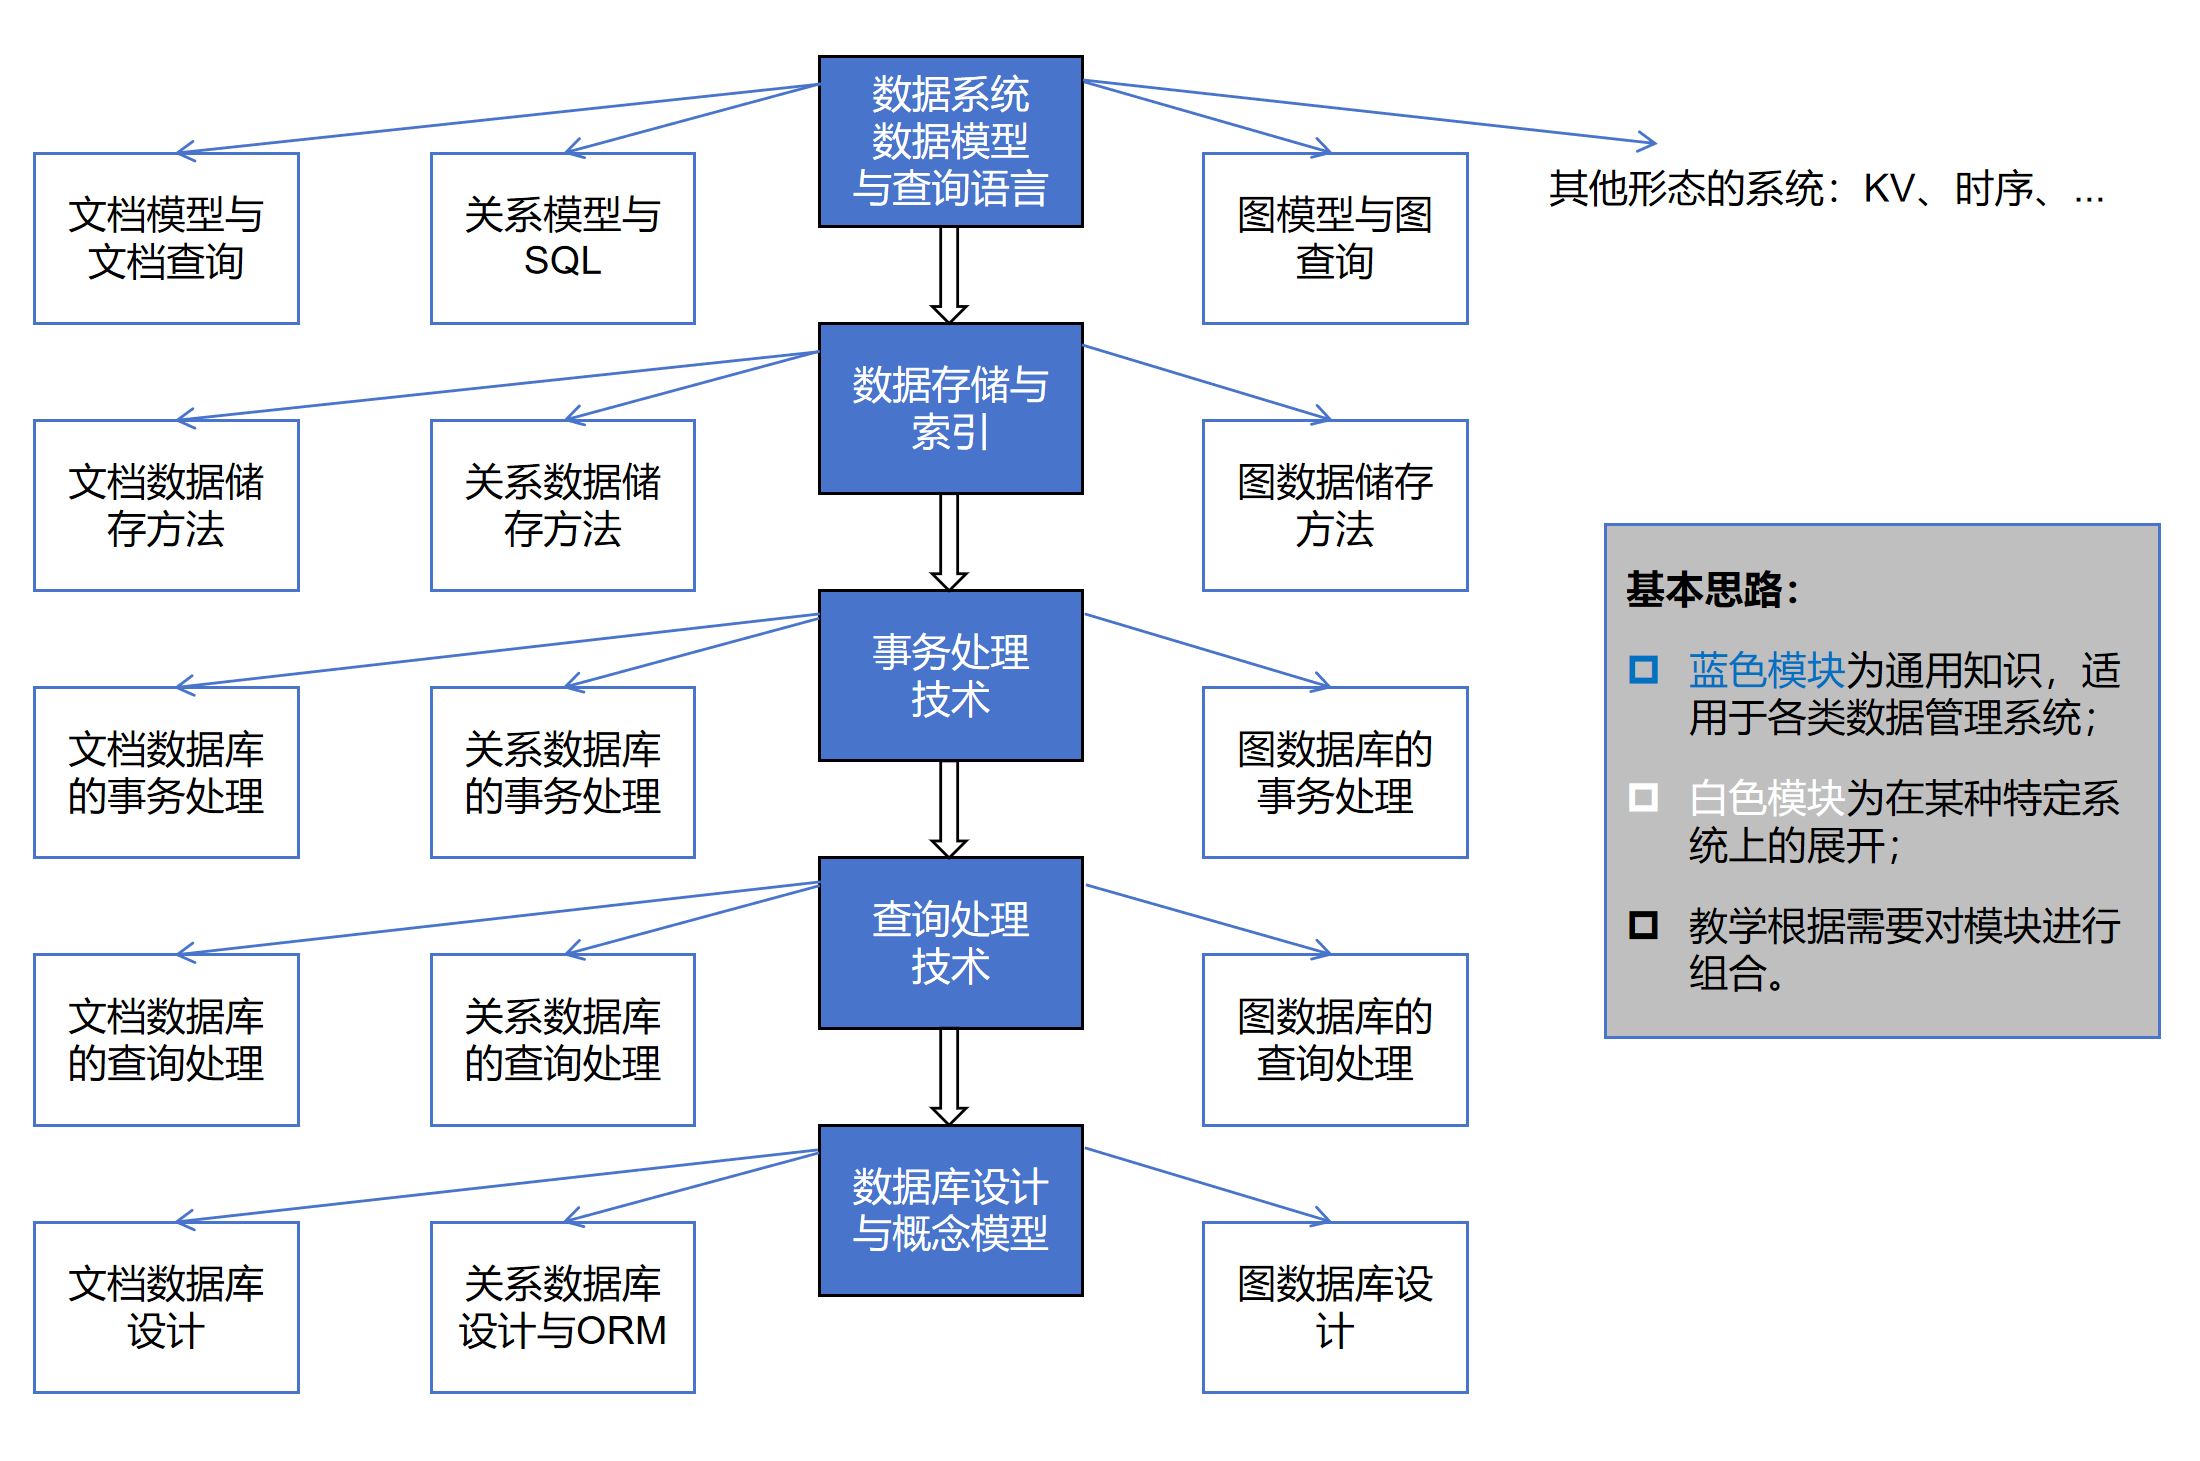 数据系统
数据模型
与查询语言
文档模型与
文档查询
关系模型与
SQL
图模型与图
查询
其他形态的系统：KV、时序、...
数据存储与
索引
文档数据储
存方法
关系数据储
存方法
图数据储存
方法
事务处理
技术
文档数据库
的事务处理
关系数据库
的事务处理
图数据库的
事务处理
查询处理
技术
文档数据库
的查询处理
关系数据库
的查询处理
图数据库的
查询处理
数据库设计
与概念模型
文档数据库
设计
关系数据库
设计与ORM
图数据库设
计
基本思路：
蓝色模块为通用知识，适
用于各类数据管理系统；
白色模块为在某种特定系
统上的展开；
教学根据需要对模块进行
组合。